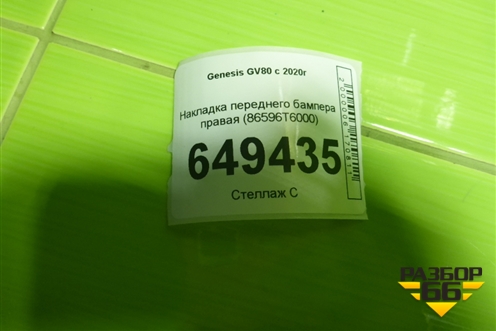 Genesis GV80 с 2020г
Накладка переднего бампера
правая (86596T6000)
649435
Стеллаж С
РАЗБОР
66